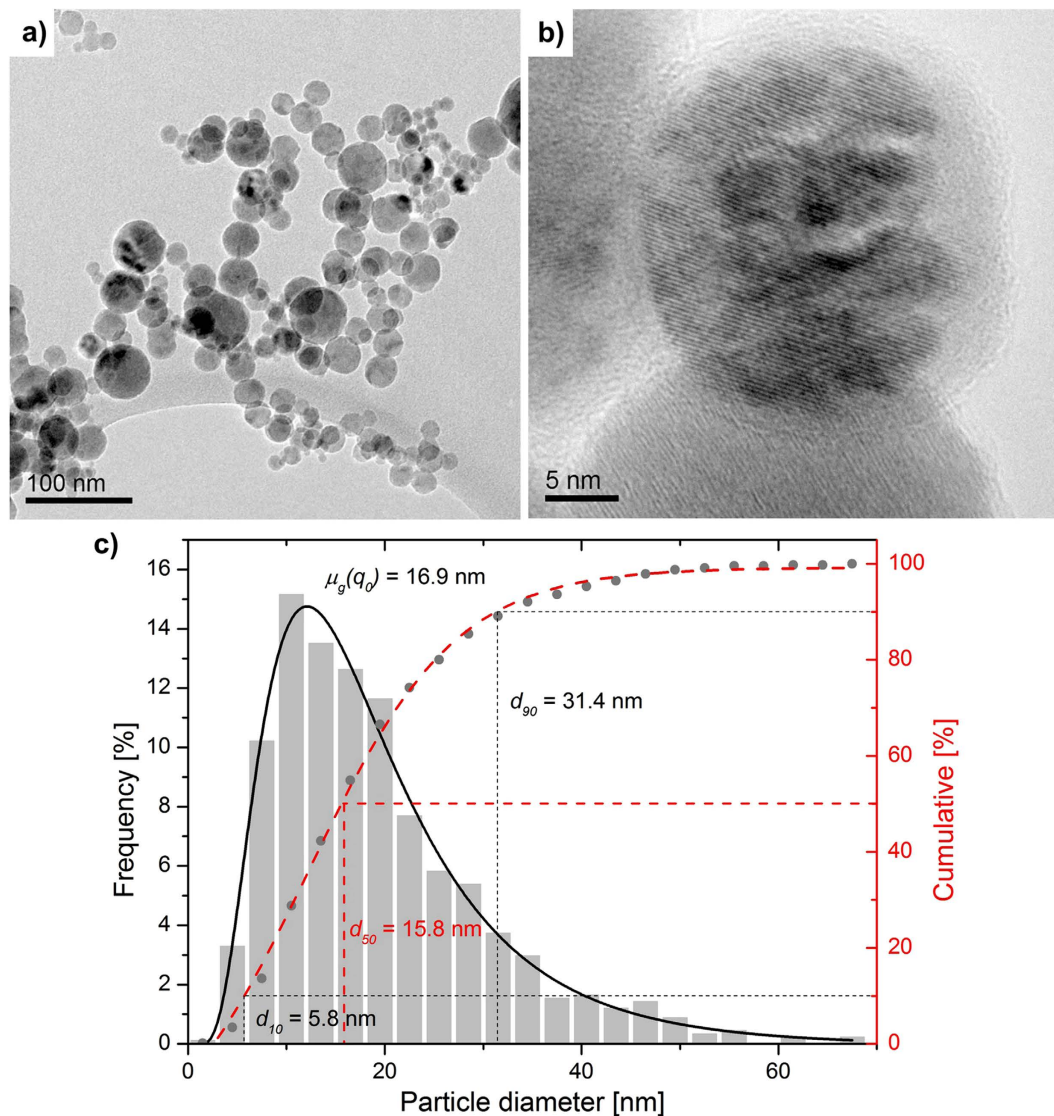 a)
100 nm
b)
5 nm
c)
μg(q0) = 16.9 nm
d90 = 31.4 nm
d50 = 15.8 nm
d10 = 5.8 nm
Frequency [%]
16
14
12
10
8
6
4
2
0
Cumulative [%]
100
80
60
40
20
0
0
20
40
60
Particle diameter [nm]